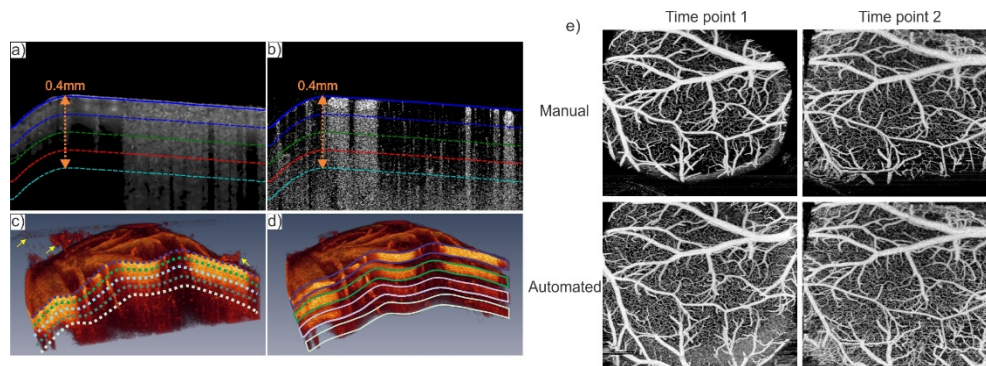 a)
0.4mm
b)
0.4mm
c)
d)
e)
Time point 1
Time point 2
Manual
Automated